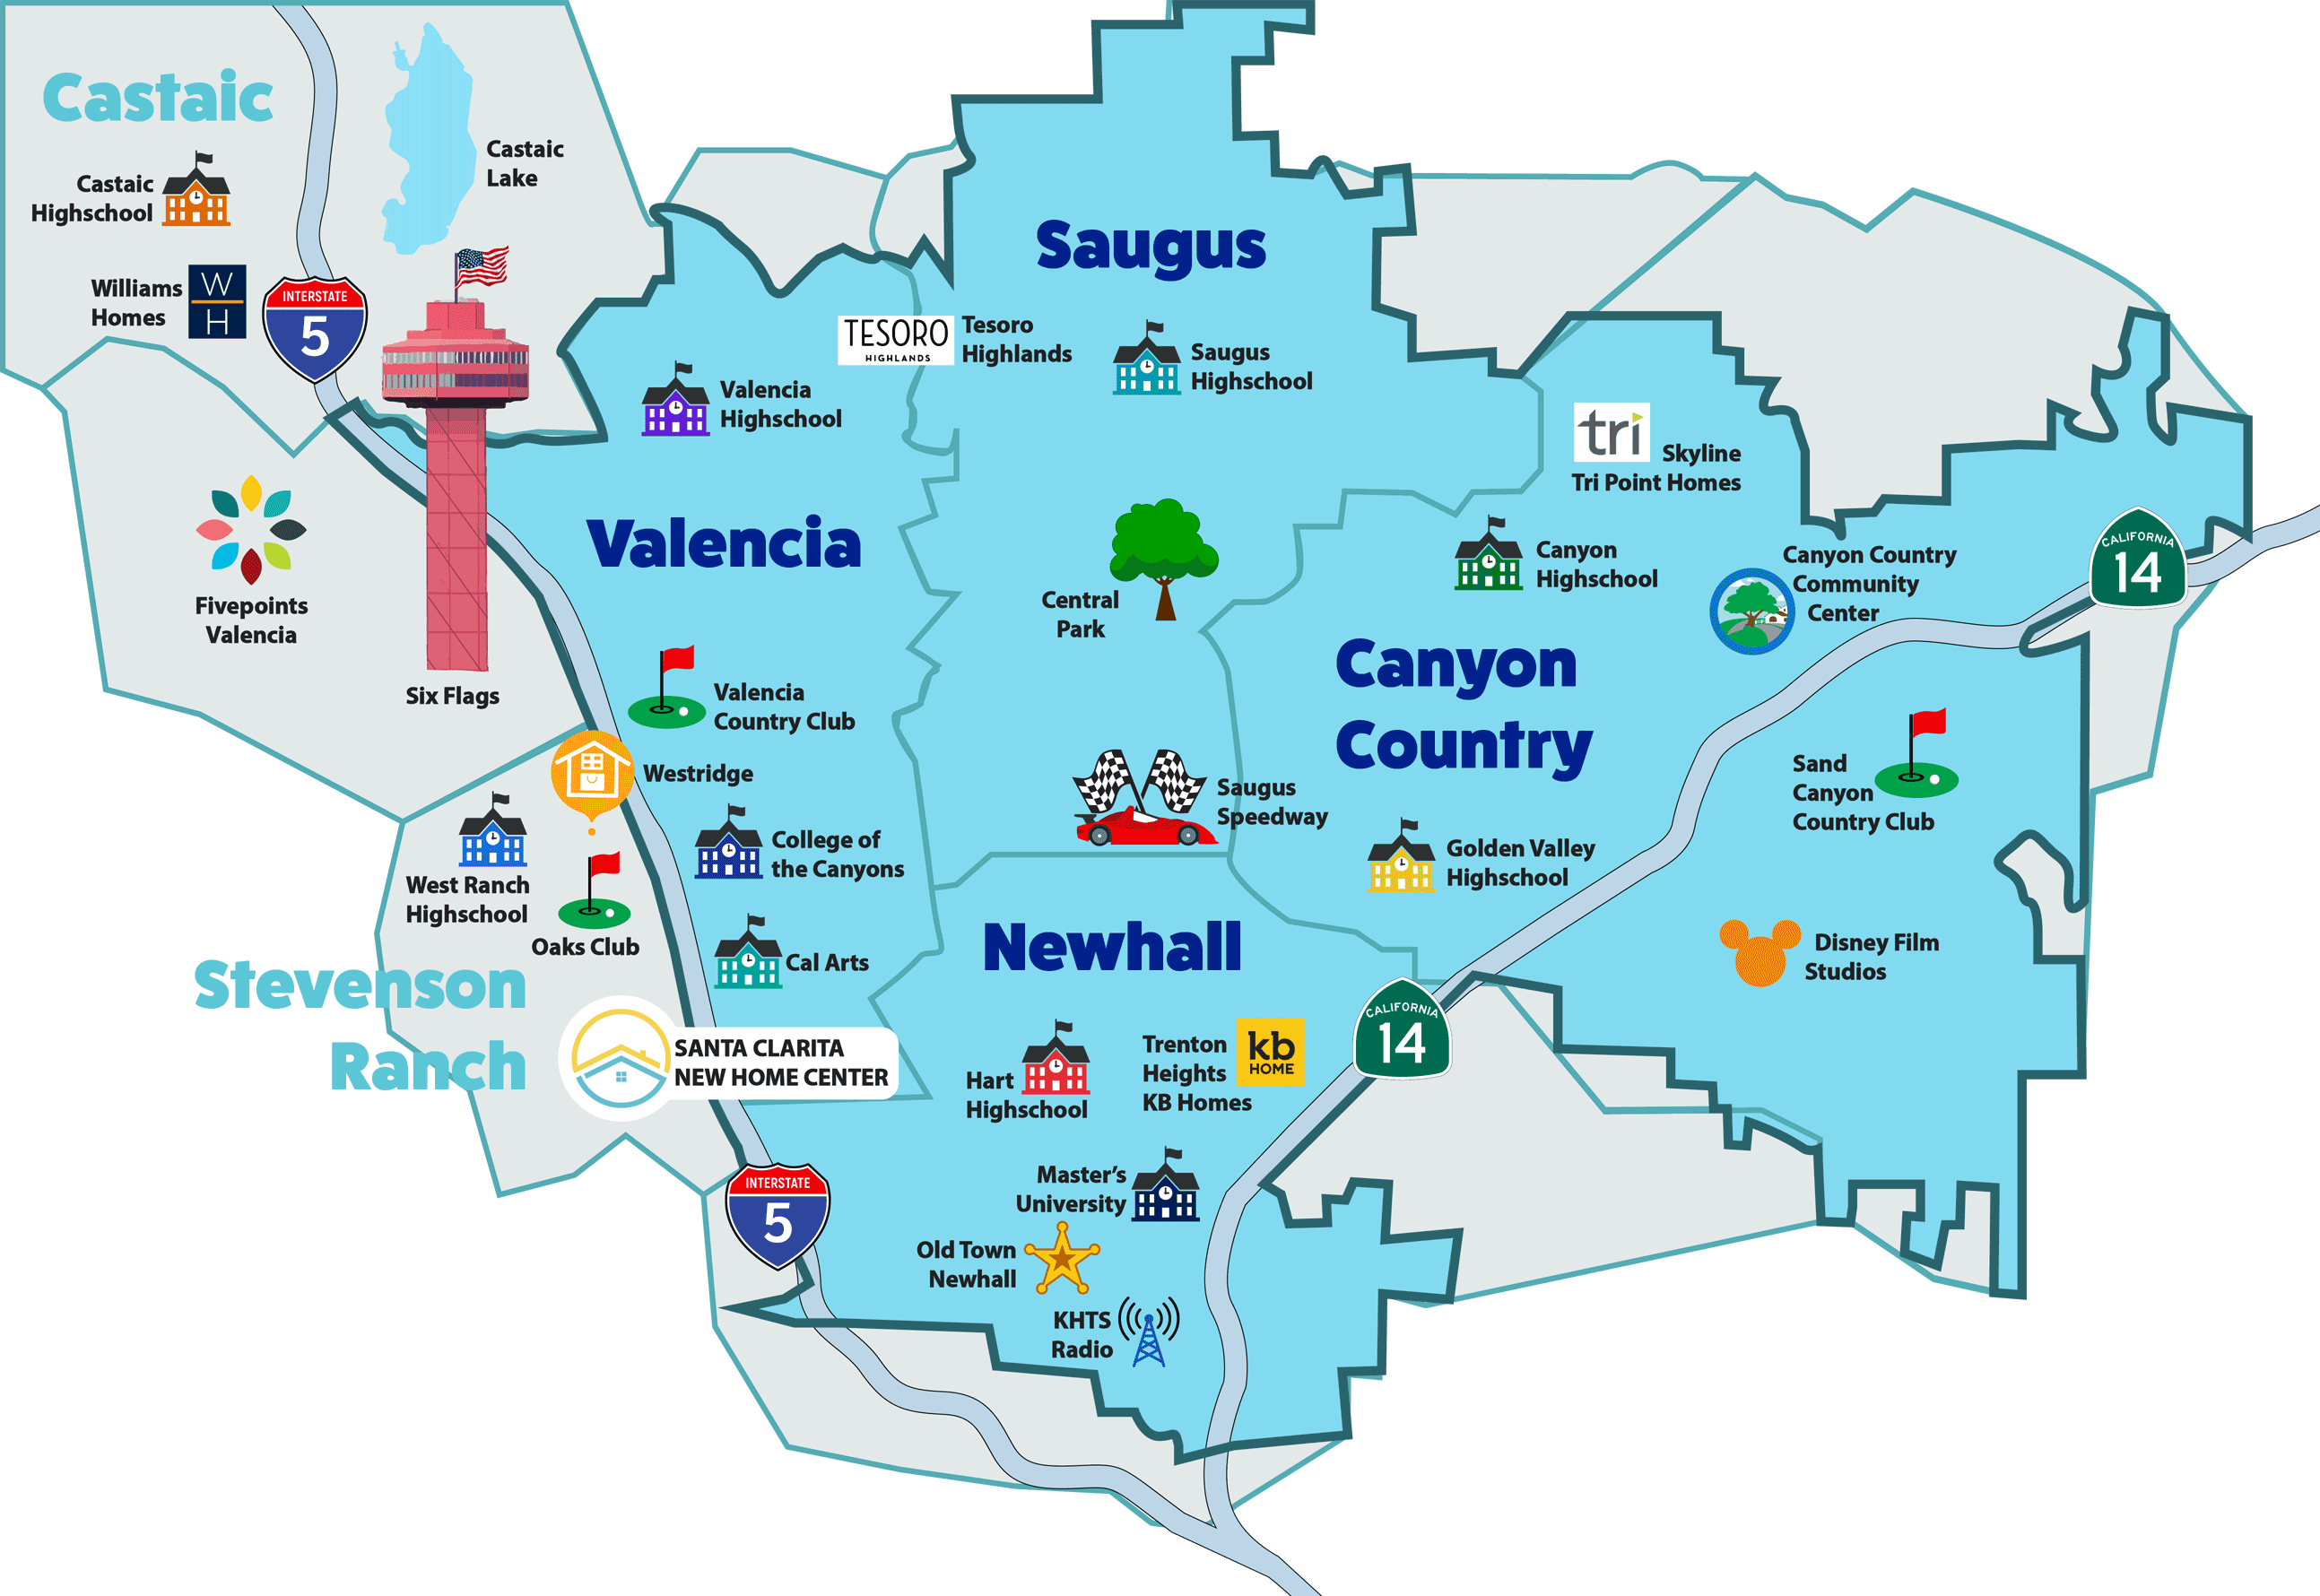 Castaic
Castaic
Highschool
Castaic
Lake
Williams
Homes
W
H
INTERSTATE
5
Saugus
TESORO
HIGHLANDS
Tesoro
Highlands
Saugus
Highschool
Valencia
Highschool
tri
Skyline
Tri Point Homes
Valencia
Fivepoints
Valencia
Six Flags
Central
Park
Canyon
Highschool
Canyon Country
Community
Center
CALIFORNIA
14
Canyon
Country
Valencia
Country Club
Westridge
Saugus
Speedway
Sand
Canyon
Country Club
College of
the Canyons
West Ranch
Highschool
Golden Valley
Highschool
Oaks Club
Cal Arts
Newhall
Disney Film
Studios
Stevenson
Ranch
SANTA CLARITA
NEW HOME CENTER
Hart
Highschool
Trenton
Heights
KB Homes
kb
HOME
CALIFORNIA
14
INTERSTATE
5
Master's
University
Old Town
Newhall
KHTS
Radio